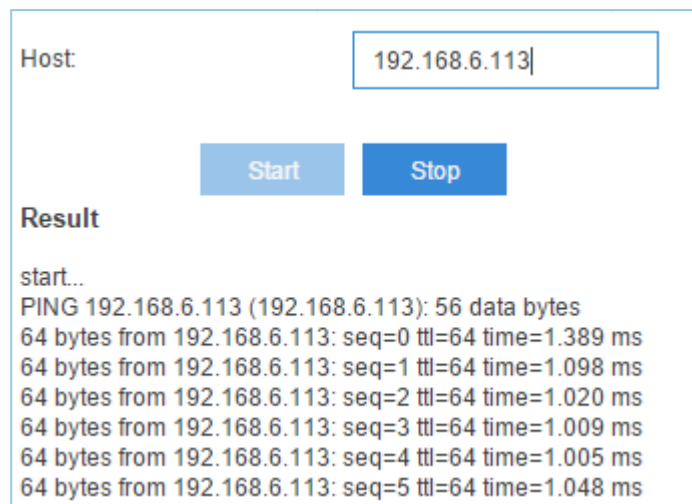 Host: 192.168.6.113
Start Stop
Result
start...
PING 192.168.6.113 (192.168.6.113): 56 data bytes
64 bytes from 192.168.6.113: seq=0 ttl=64 time=1.389 ms
64 bytes from 192.168.6.113: seq=1 ttl=64 time=1.098 ms
64 bytes from 192.168.6.113: seq=2 ttl=64 time=1.020 ms
64 bytes from 192.168.6.113: seq=3 ttl=64 time=1.009 ms
64 bytes from 192.168.6.113: seq=4 ttl=64 time=1.005 ms
64 bytes from 192.168.6.113: seq=5 ttl=64 time=1.048 ms